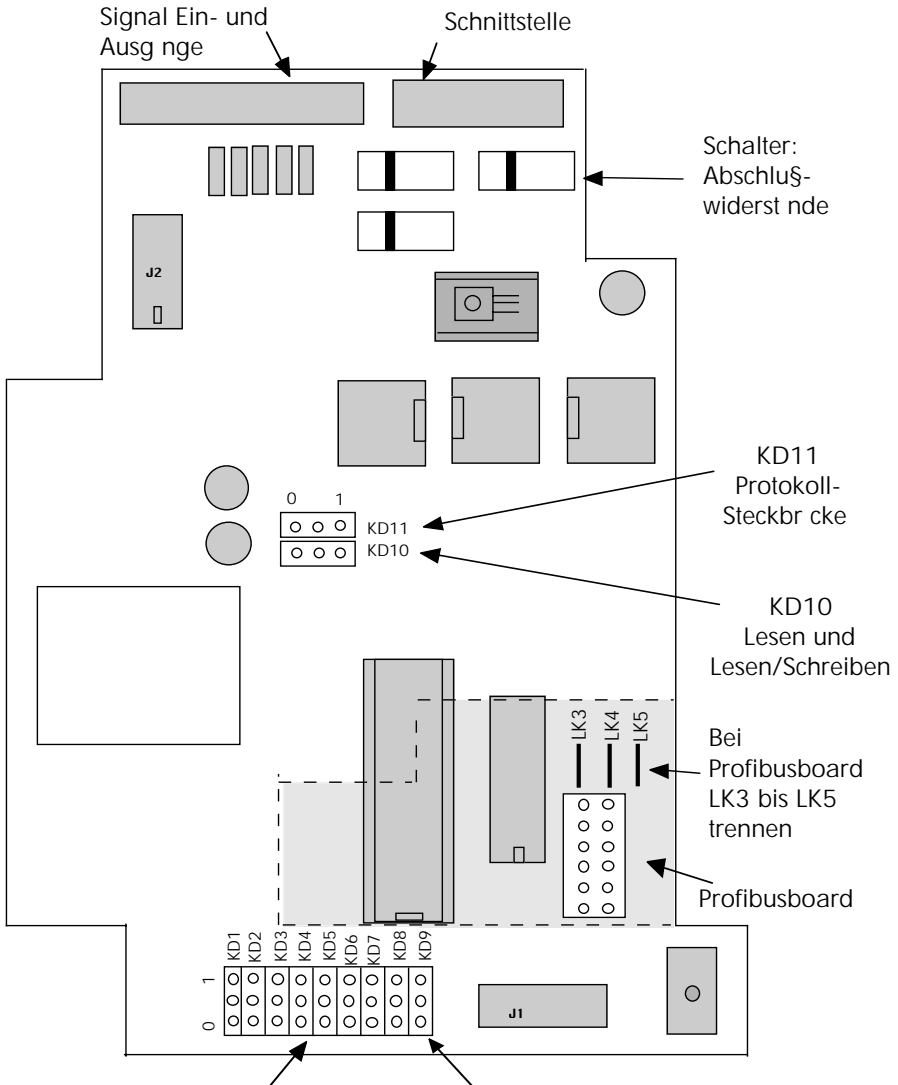 Signal Ein- und
Ausg nge
Schnittstelle
Schalter:
Abschlu§-
widerst nde
J2
KD11
Protokoll-
Steckbr cke
0 1
KD11
KD10
KD10
Lesen und
Lesen/Schreiben
LK3 LK4 LK5
Bei
Profibusboard
LK3 bis LK5
trennen
Profibusboard
KD1 KD2 KD3 KD4 KD5 KD6 KD7 KD8 KD9
1
0
J1